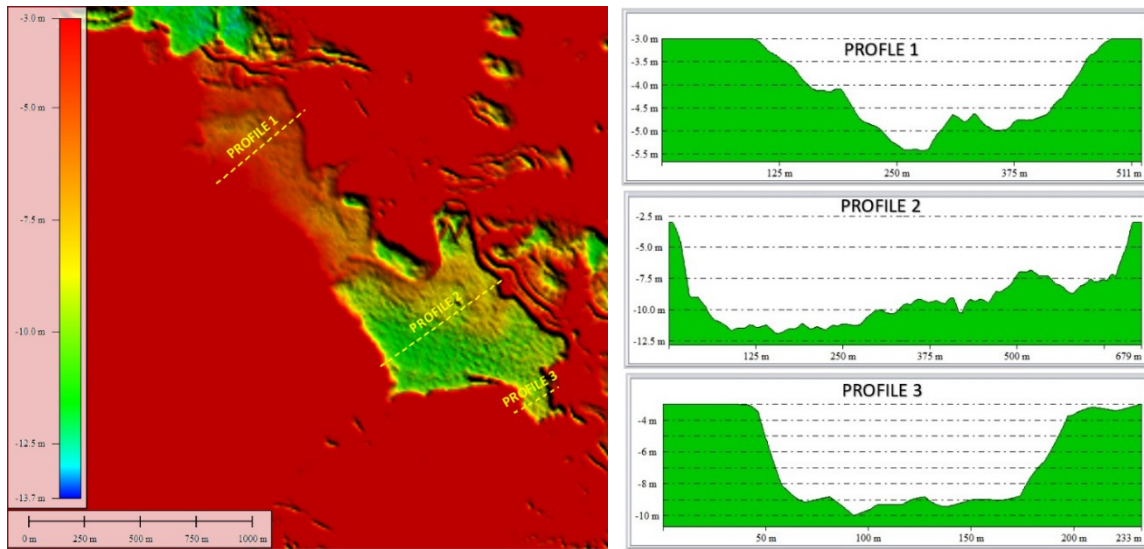 -3.0 m
-5.0 m
-7.5 m
-10.0 m
-12.5 m
-13.7 m
0 m 250 m 500 m 750 m 1000 m
PROFILE 1
PROFILE 2
PROFILE 3
PROFLE 1
-3.0 m
-3.5 m
-4.0 m
-4.5 m
-5.0 m
-5.5 m
125 m 250 m 375 m 511 m
PROFILE 2
-2.5 m
-5.0 m
-7.5 m
-10.0 m
-12.5 m
125 m 250 m 375 m 500 m 679 m
PROFILE 3
-4 m
-6 m
-8 m
-10 m
50 m 100 m 150 m 200 m 233 m